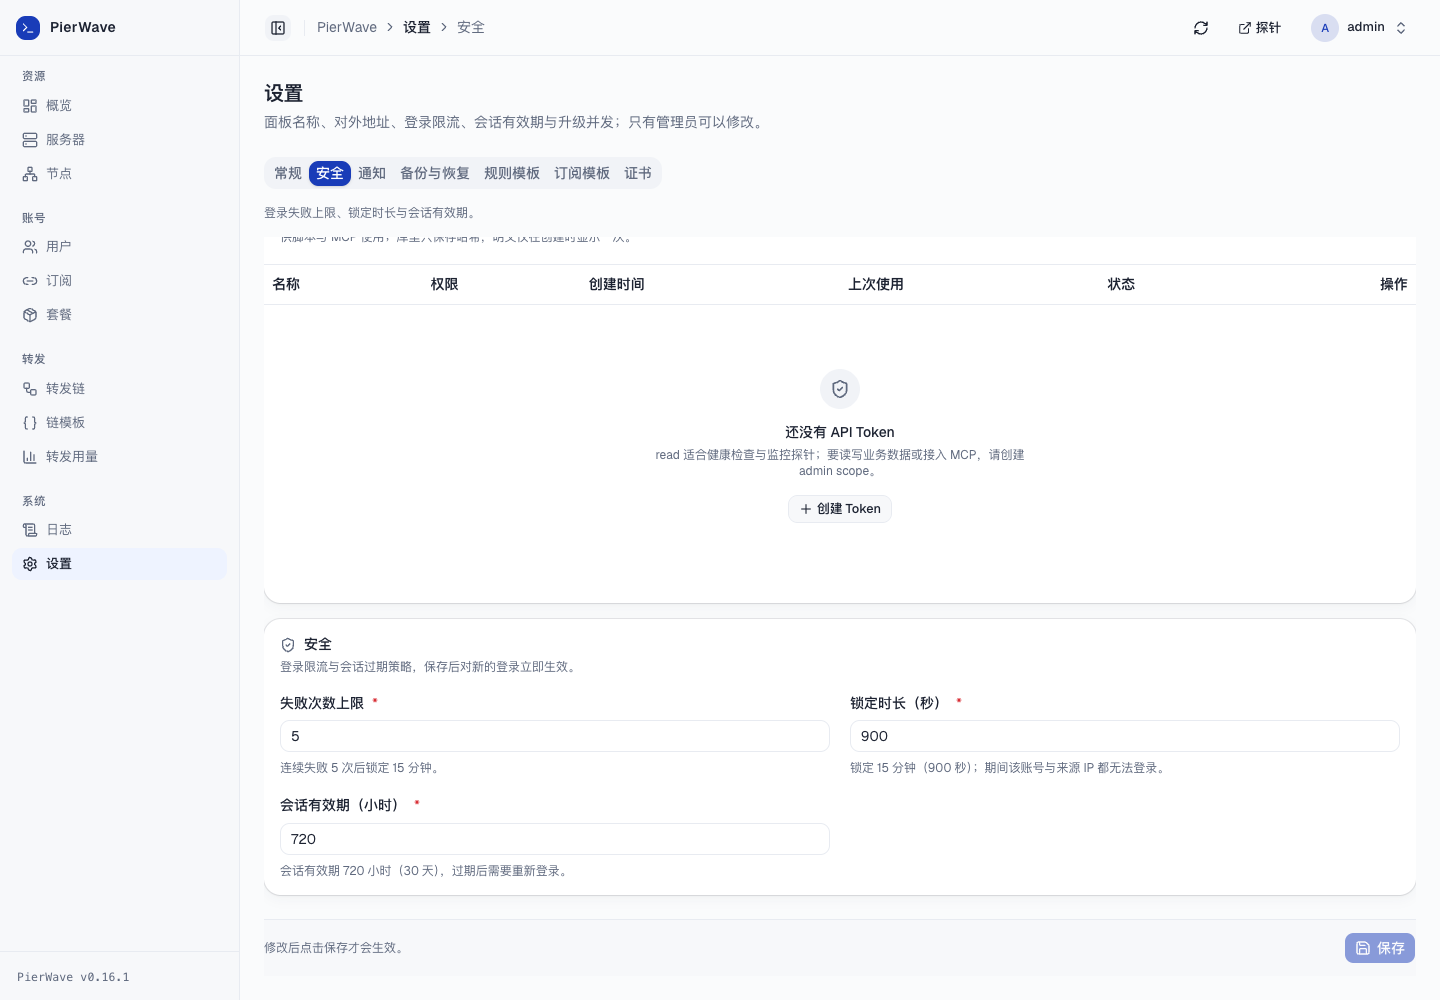 PierWave
PierWave > 设置 > 安全
探针
A
admin
资源
概览
服务器
节点
账号
用户
订阅
套餐
转发
转发链
链模板
转发用量
系统
日志
设置
PierWave v0.16.1
设置
面板名称、对外地址、登录限流、会话有效期与升级并发；只有管理员可以修改。
常规 安全 通知 备份与恢复 规则模板 订阅模板 证书
登录失败上限、锁定时长与会话有效期。
名称 权限 创建时间 上次使用 状态 操作
还没有 API Token
read 适合健康检查与监控探针；要读写业务数据或接入 MCP，请创建
admin scope。
创建 Token
安全
登录限流与会话过期策略，保存后对新的登录立即生效。
失败次数上限 *
5
连续失败 5 次后锁定 15 分钟。
锁定时长（秒） *
900
锁定 15 分钟（900 秒）；期间该账号与来源 IP 都无法登录。
会话有效期（小时） *
720
会话有效期 720 小时（30 天），过期后需要重新登录。
修改后点击保存才会生效。
保存